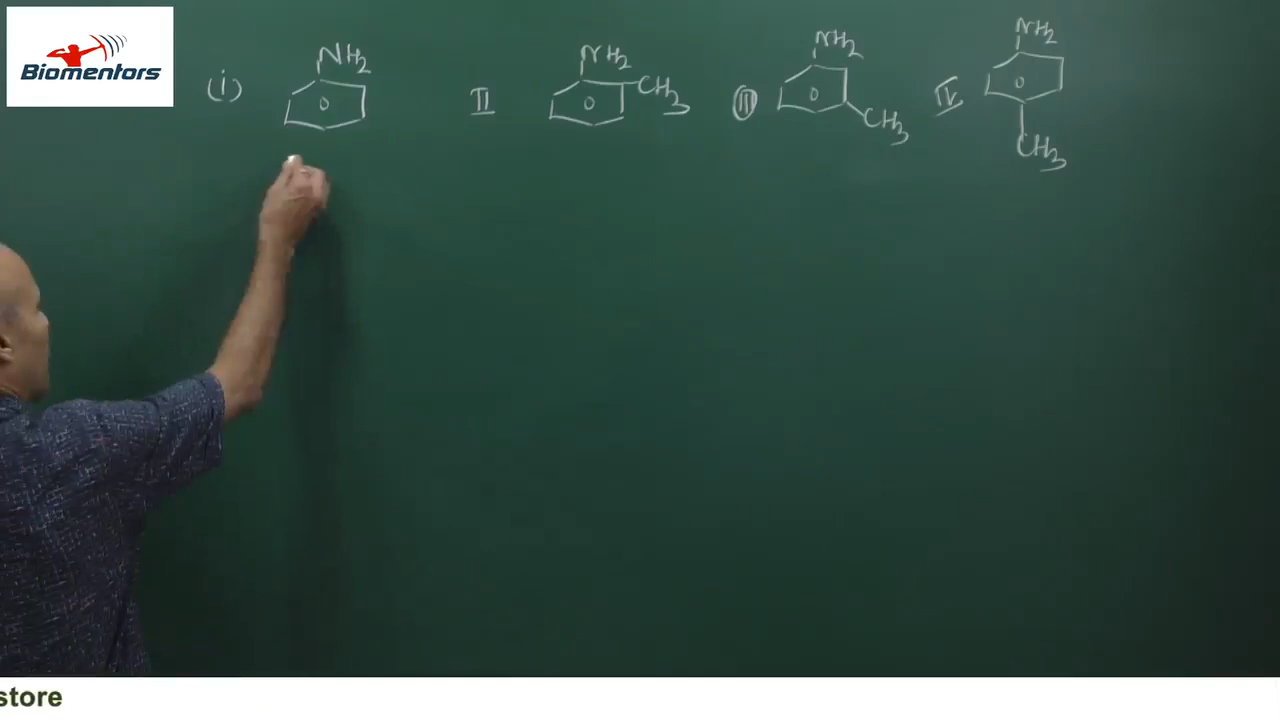 Biomentors
(i) NH2
II NH2 CH3
III NH2 CH3
IV NH2 CH3
store